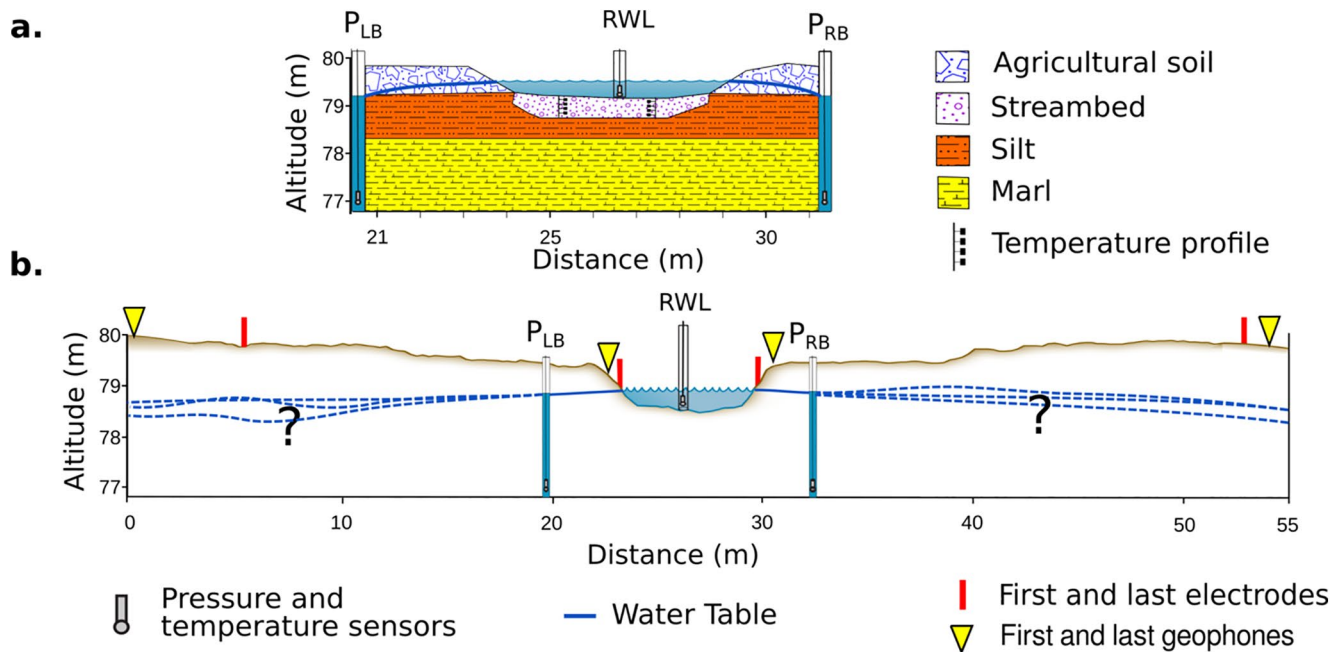 a.
P_LB RWL P_RB
80
79
78
77
Altitude (m)
21 25 30
Distance (m)
Agricultural soil
Streambed
Silt
Marl
Temperature profile
b.
RWL
P_LB P_RB
80
79
78
77
Altitude (m)
? ?
0 10 20 30 40 50 55
Distance (m)
Pressure and
temperature sensors
Water Table
First and last electrodes
First and last geophones